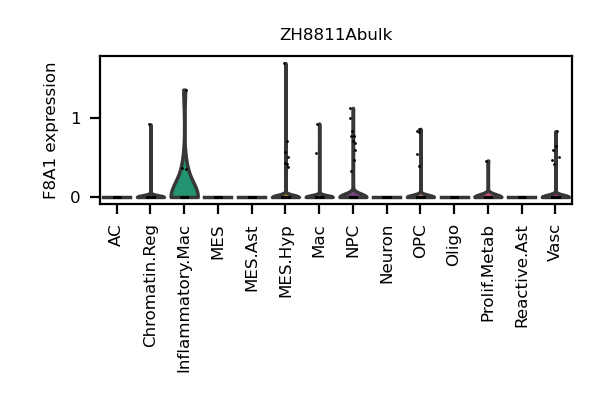 ZH8811Abulk
F8A1 expression
1
0
AC
Chromatin.Reg
Inflammatory.Mac
MES
MES.Ast
MES.Hyp
Mac
NPC
Neuron
OPC
Oligo
Prolif.Metab
Reactive.Ast
Vasc